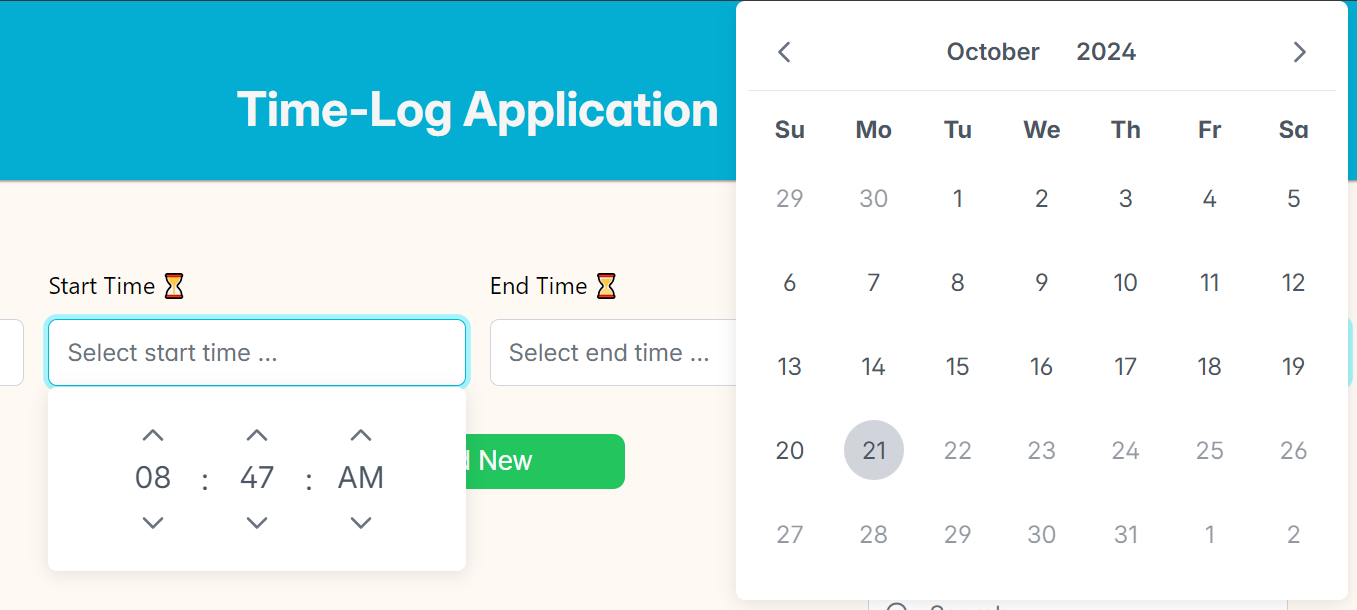 Time-Log Application
Start Time ⏳
Select start time ...
08 : 47 : AM
End Time ⏳
Select end time ...
New
October 2024
Su Mo Tu We Th Fr Sa
29 30 1 2 3 4 5
6 7 8 9 10 11 12
13 14 15 16 17 18 19
20 21 22 23 24 25 26
27 28 29 30 31 1 2